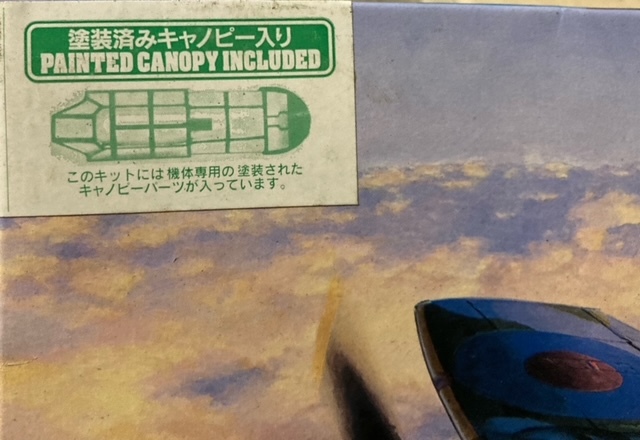 塗装済みキャノピー入り
PAINTED CANOPY INCLUDED
このキットには機体専用の塗装された
キャノピーパーツが入っています。